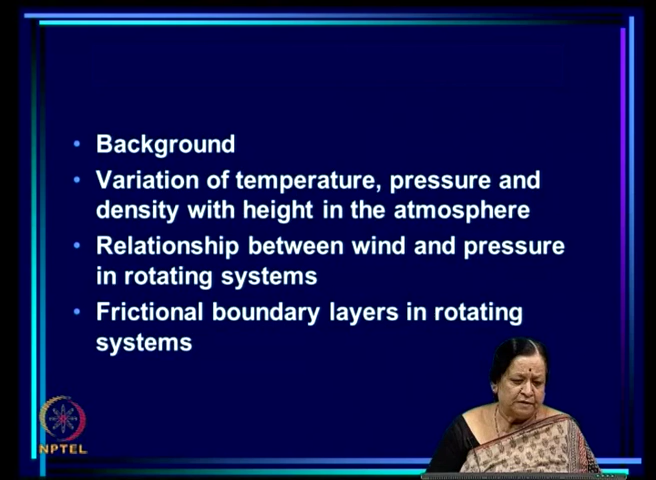 • Background
• Variation of temperature, pressure and
density with height in the atmosphere
• Relationship between wind and pressure
in rotating systems
• Frictional boundary layers in rotating
systems
NPTEL